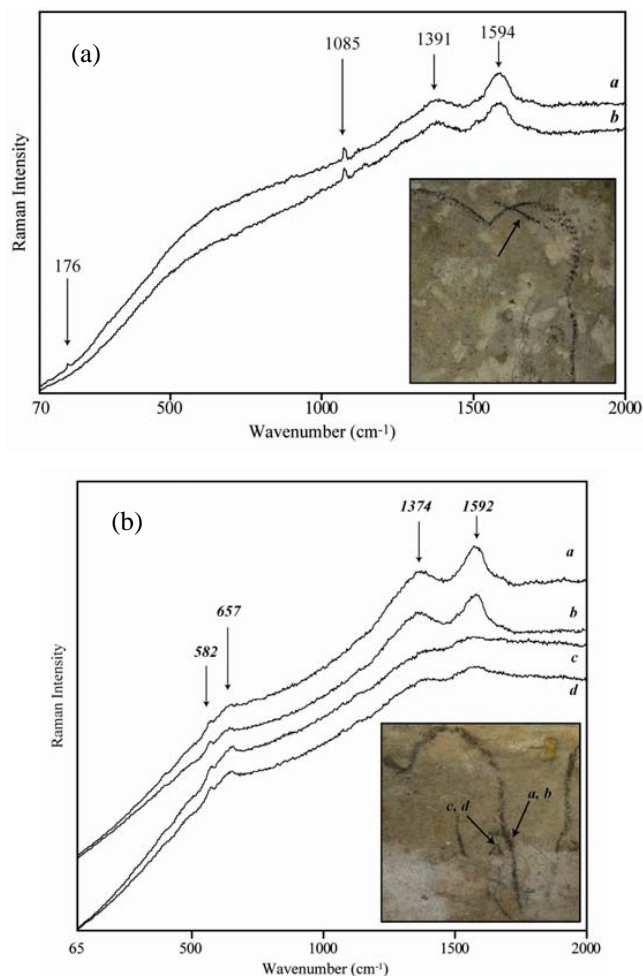 (a)
1085
1391
1594
176
a
b
Raman Intensity
70
500
1000
1500
2000
Wavenumber (cm-1)
(b)
1374
1592
582
657
a
b
c
d
Raman Intensity
c, d
a, b
65
500
1000
1500
2000
Wavenumber (cm-1)